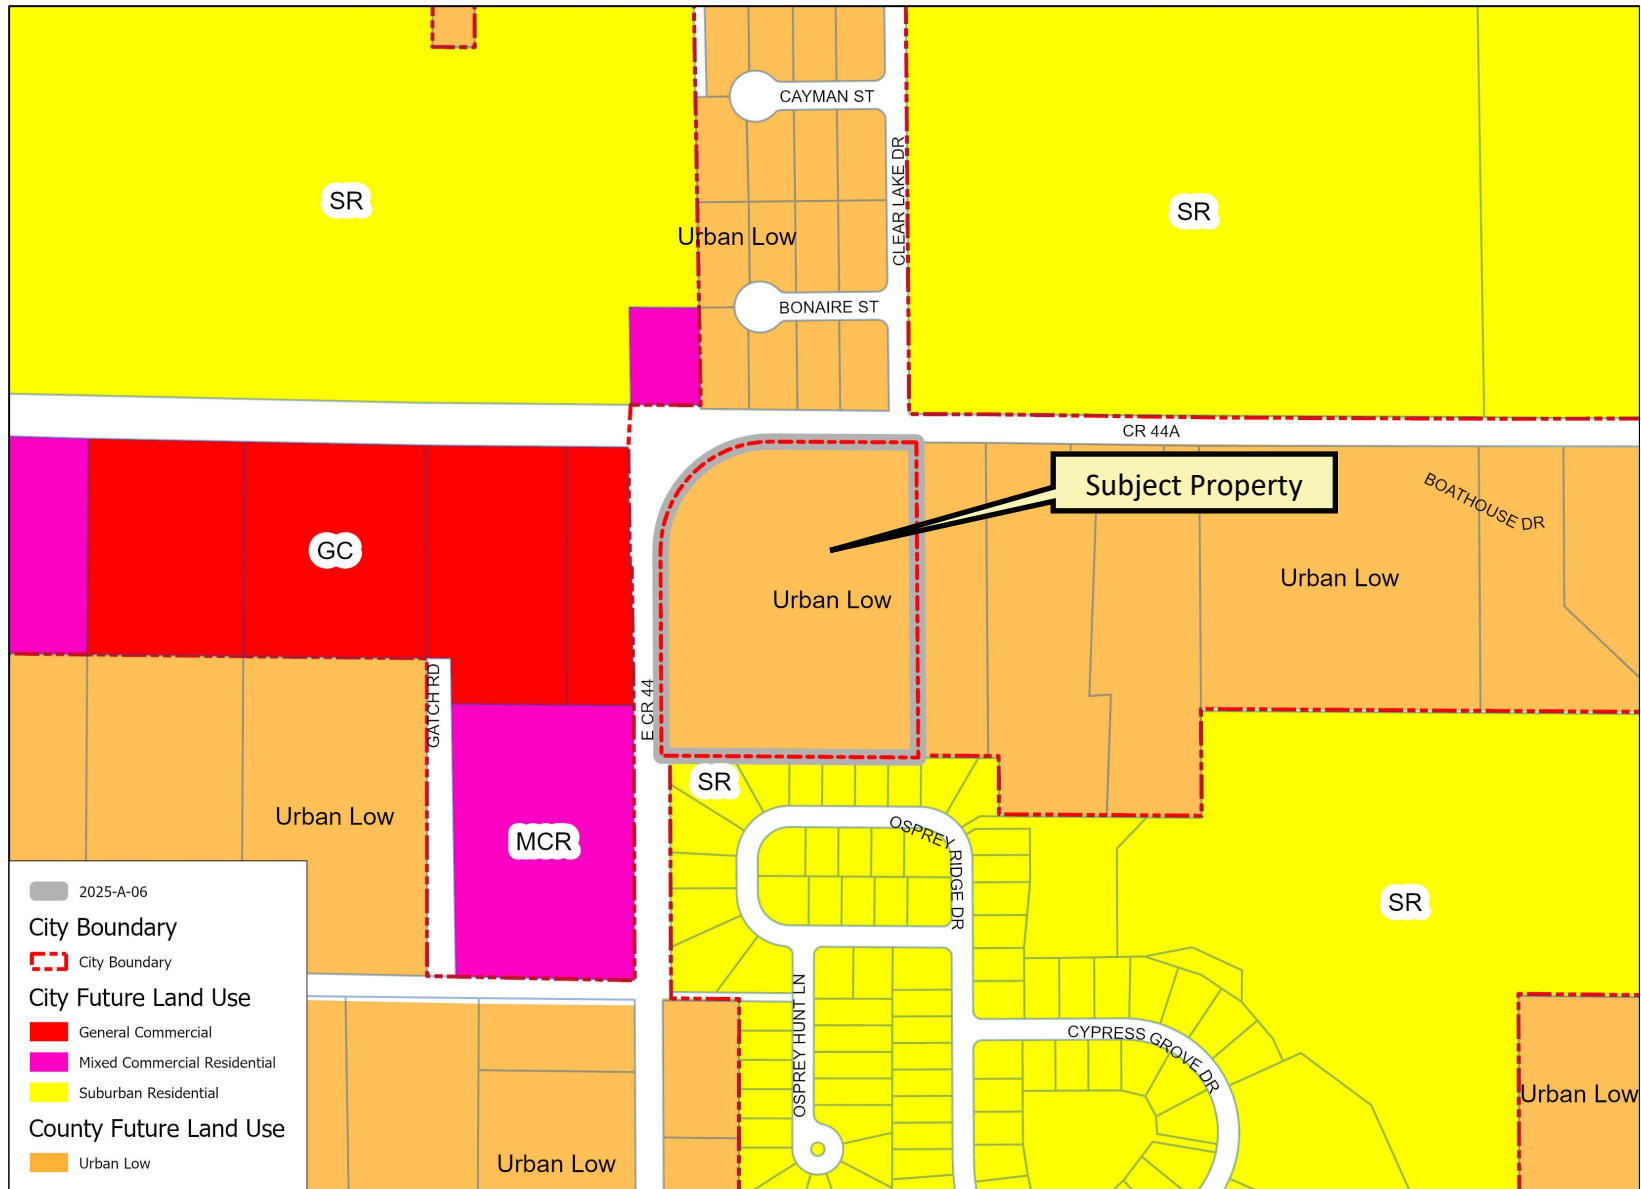 CAYMAN ST
CLEAR LAKE DR
SR
SR
Urban Low
BONAIRE ST
CR 44A
Subject Property
BOATHOUSE DR
GC
Urban Low
Urban Low
E CR 44
GATCH RD
SR
Urban Low
OSPREY RIDGE DR
MCR
SR
2025-A-06
City Boundary
City Boundary
City Future Land Use
General Commercial
Mixed Commercial Residential
Suburban Residential
County Future Land Use
Urban Low
OSPREY HUNT LN
CYPRESS GROVE DR
Urban Low
Urban Low